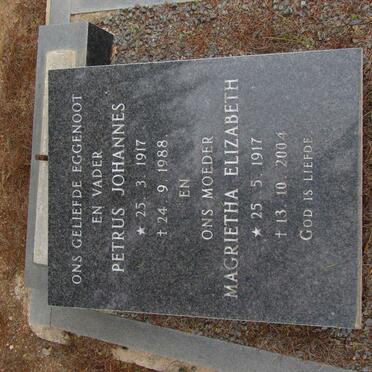 ONS GELIEFDE EGGENOOT
EN VADER
PETRUS JOHANNES
★ 25. 3. 1917
† 24. 9. 1988
EN
ONS MOEDER
MAGRIETHA ELIZABETH
★ 25. 5. 1917
† 13. 10. 2004
GOD IS LIEFDE